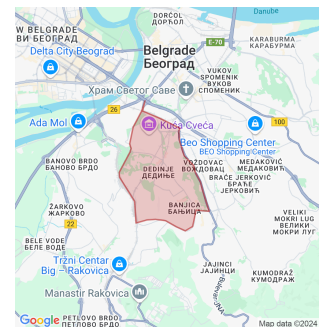 DORĆOL
ДОРЋОЛ
Danube
W BELGRADE
ВИ БЕОГРАД
E-70
KARABURMA
КАРАБУРМА
Delta City Beograd
Belgrade
Београд
VUKOV
SPOMENIK
ВУКОВ
СПОМЕНИК
Храм Светог Саве
26
Ada Mol
Kuća Cveća
100
Beo Shopping Center
BEO Shopping Center
BANOVO BRDO
БАНОВО БРДО
DEDINJE
ДЕДИЊЕ
VOŽDOVAC
ВОЖДОВАЦ
MEDAKOVIĆ
МЕДАКОВИЋ
BRAĆE JERKOVIĆ
БРАЋЕ
ЈЕРКОВИЋ
ŽARKOVO
ЖАРКОВО
BANJICA
БАЊИЦА
22
VELIKI
MOKRI LUG
ВЕЛИКИ
МОКРИ ЛУГ
BELE VODE
БЕЛЕ ВОДЕ
Tržni Centar
Big – Rakovica
JAJINCI
ЈАЈИНЦИ
KUMODRAŽ
КУМОДРАЖ
Manastir Rakovica
PETLOVO BRDO
ПЕТЛОВО БРДО
Google
Map data ©2024